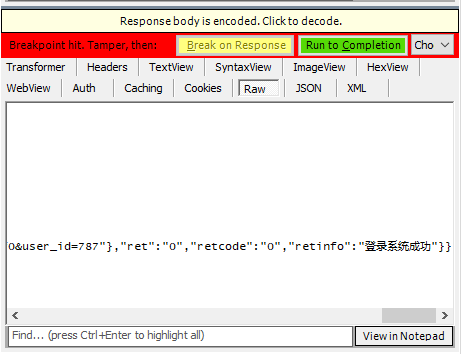 Response body is encoded. Click to decode.
Breakpoint hit. Tamper, then: Break on Response Run to Completion Cho
Transformer Headers TextView SyntaxView ImageView HexView
WebView Auth Caching Cookies Raw JSON XML
0&user_id=787"},"ret":"0","retcode":"0","retinfo":"登录系统成功"}}
Find... (press Ctrl+Enter to highlight all) View in Notepad